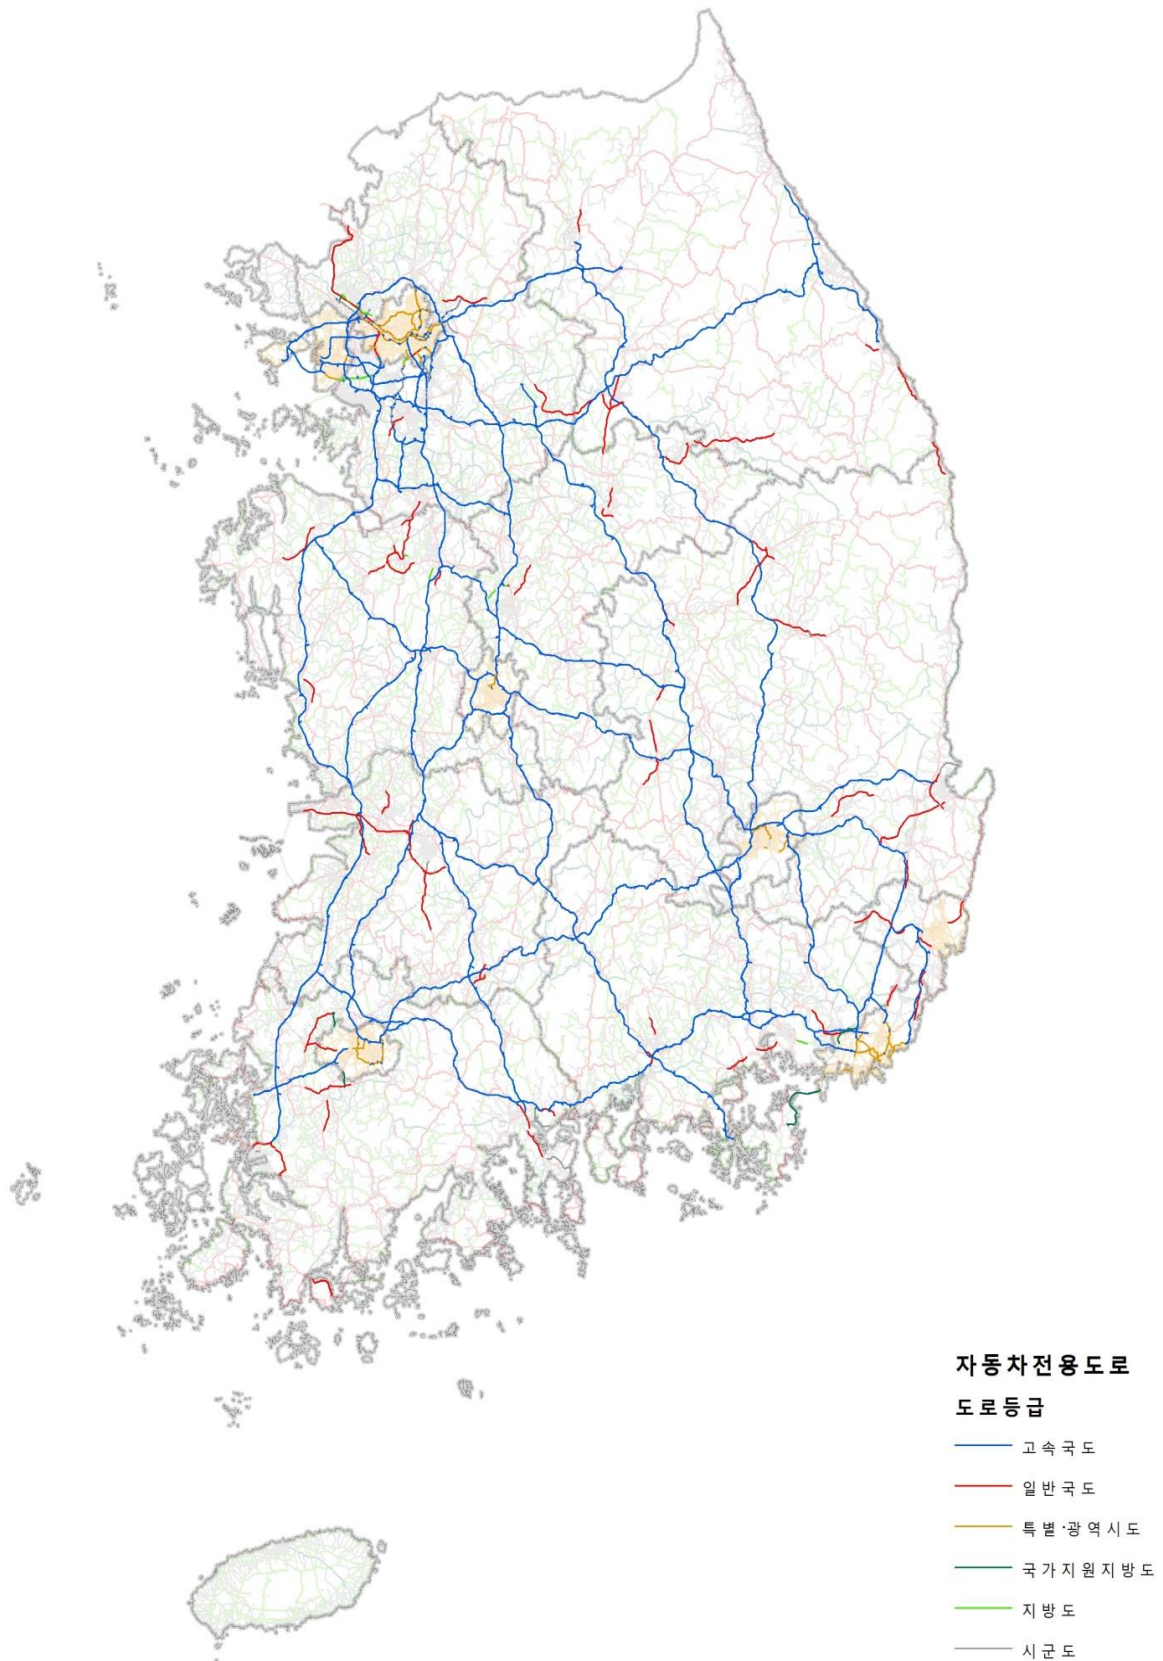 자동차전용도로
도로등급
고속국도
일반국도
특별·광역시도
국가지원지방도
지방도
시군도